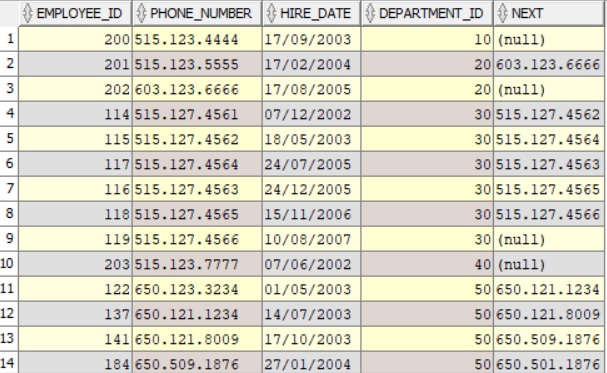 EMPLOYEE_ID PHONE_NUMBER HIRE_DATE DEPARTMENT_ID NEXT
1 200 515.123.4444 17/09/2003 10 (null)
2 201 515.123.5555 17/02/2004 20 603.123.6666
3 202 603.123.6666 17/08/2005 20 (null)
4 114 515.127.4561 07/12/2002 30 515.127.4562
5 115 515.127.4562 18/05/2003 30 515.127.4564
6 117 515.127.4564 24/07/2005 30 515.127.4563
7 116 515.127.4563 24/12/2005 30 515.127.4565
8 118 515.127.4565 15/11/2006 30 515.127.4566
9 119 515.127.4566 10/08/2007 30 (null)
10 203 515.123.7777 07/06/2002 40 (null)
11 122 650.123.3234 01/05/2003 50 650.121.1234
12 137 650.121.1234 14/07/2003 50 650.121.8009
13 141 650.121.8009 17/10/2003 50 650.509.1876
14 184 650.509.1876 27/01/2004 50 650.501.1876